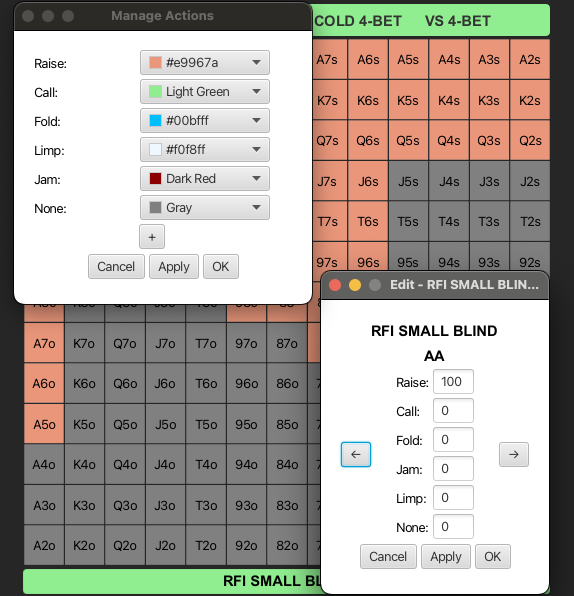 Manage Actions
COLD 4-BET VS 4-BET
Raise: #e9967a
Call: Light Green
Fold: #00bfff
Limp: #f0f8ff
Jam: Dark Red
None: Gray
+
Cancel Apply OK
A7s A6s A5s A4s A3s A2s
K7s K6s K5s K4s K3s K2s
Q7s Q6s Q5s Q4s Q3s Q2s
J7s J6s J5s J4s J3s J2s
T7s T6s T5s T4s T3s T2s
97s 96s 95s 94s 93s 92s
A7o K7o Q7o J7o T7o 97o 87o
A6o K6o Q6o J6o T6o 96o 86o
A5o K5o Q5o J5o T5o 95o 85o
A4o K4o Q4o J4o T4o 94o 84o
A3o K3o Q3o J3o T3o 93o 83o
A2o K2o Q2o J2o T2o 92o 82o
RFI SMALL BL
Edit - RFI SMALL BLIN...
RFI SMALL BLIND
AA
Raise: 100
Call: 0
Fold: 0
← →
Jam: 0
Limp: 0
None: 0
Cancel Apply OK